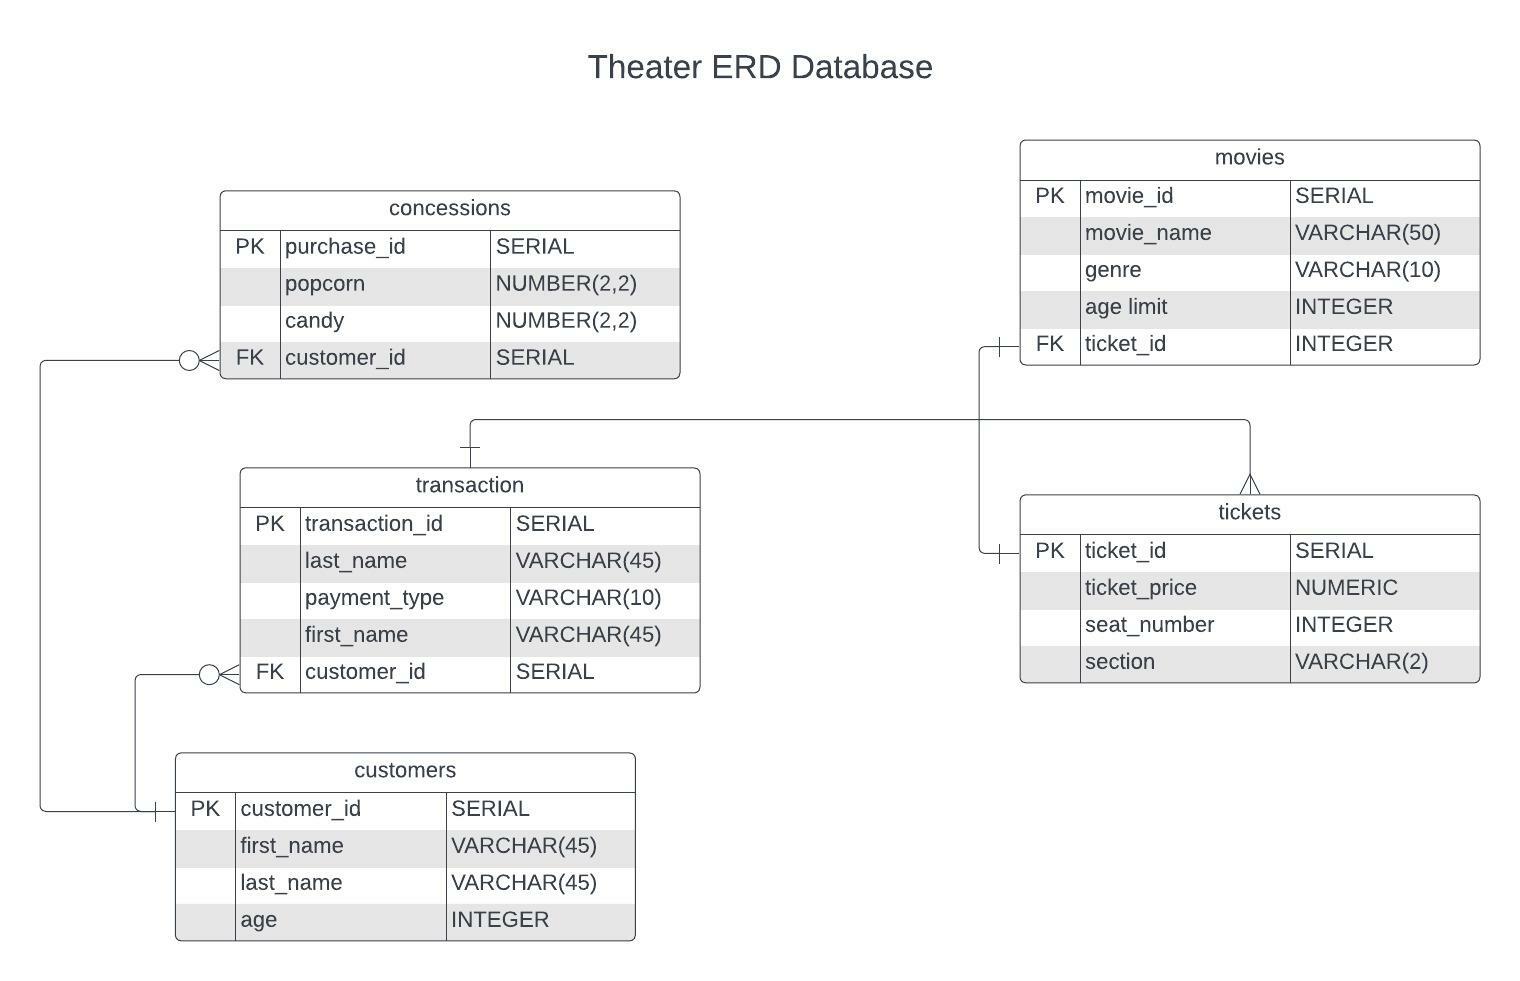 Theater ERD Database
concessions
PK purchase_id SERIAL
popcorn NUMBER(2,2)
candy NUMBER(2,2)
FK customer_id SERIAL
movies
PK movie_id SERIAL
movie_name VARCHAR(50)
genre VARCHAR(10)
age limit INTEGER
FK ticket_id INTEGER
transaction
PK transaction_id SERIAL
last_name VARCHAR(45)
payment_type VARCHAR(10)
first_name VARCHAR(45)
FK customer_id SERIAL
tickets
PK ticket_id SERIAL
ticket_price NUMERIC
seat_number INTEGER
section VARCHAR(2)
customers
PK customer_id SERIAL
first_name VARCHAR(45)
last_name VARCHAR(45)
age INTEGER